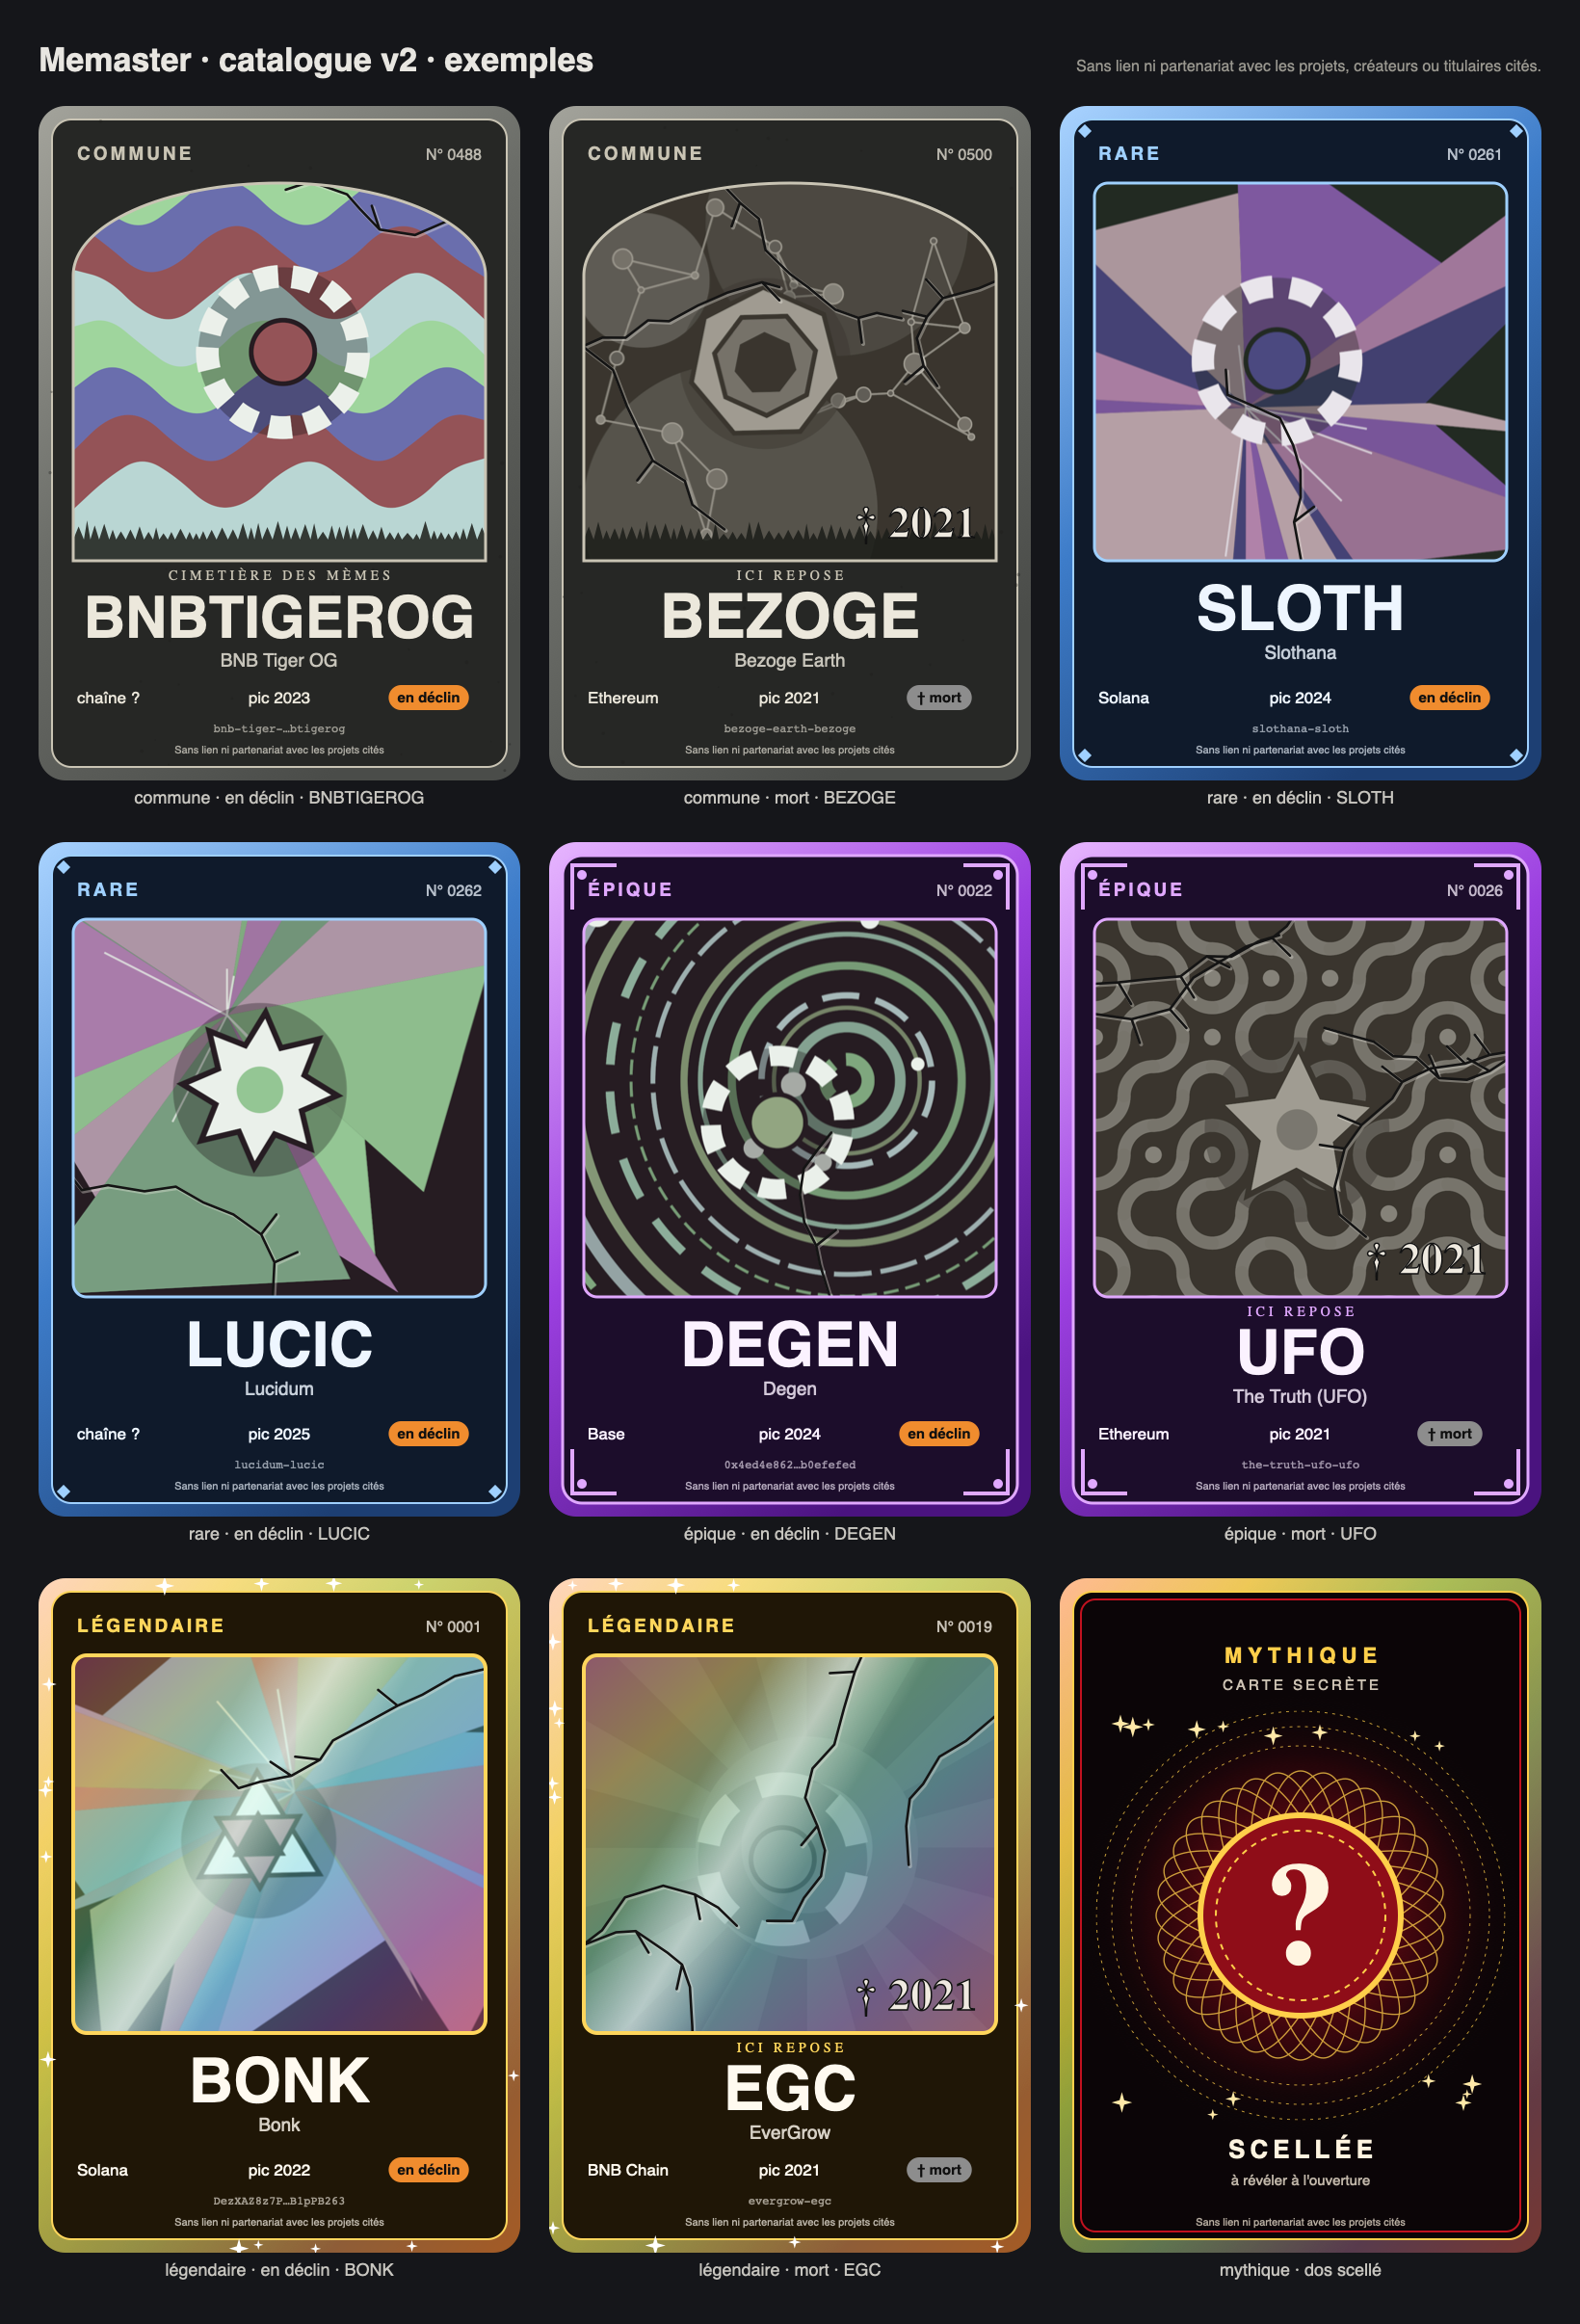 Memaster · catalogue v2 · exemples
Sans lien ni partenariat avec les projets, créateurs ou titulaires cités.
COMMUNE N° 0488
CIMETIÈRE DES MÈMES
BNBTIGEROG
BNB Tiger OG
chaîne ? pic 2023 en déclin
bnb-tiger-…btigerog
Sans lien ni partenariat avec les projets cités
commune · en déclin · BNBTIGEROG
COMMUNE N° 0500
† 2021
ICI REPOSE
BEZOGE
Bezoge Earth
Ethereum pic 2021 † mort
bezoge-earth-bezoge
Sans lien ni partenariat avec les projets cités
commune · mort · BEZOGE
RARE N° 0261
SLOTH
Slothana
Solana pic 2024 en déclin
slothana-sloth
Sans lien ni partenariat avec les projets cités
rare · en déclin · SLOTH
RARE N° 0262
LUCIC
Lucidum
chaîne ? pic 2025 en déclin
lucidum-lucic
Sans lien ni partenariat avec les projets cités
rare · en déclin · LUCIC
ÉPIQUE N° 0022
DEGEN
Degen
Base pic 2024 en déclin
0x4ed4e862…b0efefed
Sans lien ni partenariat avec les projets cités
épique · en déclin · DEGEN
ÉPIQUE N° 0026
† 2021
ICI REPOSE
UFO
The Truth (UFO)
Ethereum pic 2021 † mort
the-truth-ufo-ufo
Sans lien ni partenariat avec les projets cités
épique · mort · UFO
LÉGENDAIRE N° 0001
BONK
Bonk
Solana pic 2022 en déclin
DezXAZ8z7P…B1pPB263
Sans lien ni partenariat avec les projets cités
légendaire · en déclin · BONK
LÉGENDAIRE N° 0019
† 2021
ICI REPOSE
EGC
EverGrow
BNB Chain pic 2021 † mort
evergrow-egc
Sans lien ni partenariat avec les projets cités
légendaire · mort · EGC
MYTHIQUE
CARTE SECRÈTE
?
SCELLÉE
à révéler à l'ouverture
Sans lien ni partenariat avec les projets cités
mythique · dos scellé